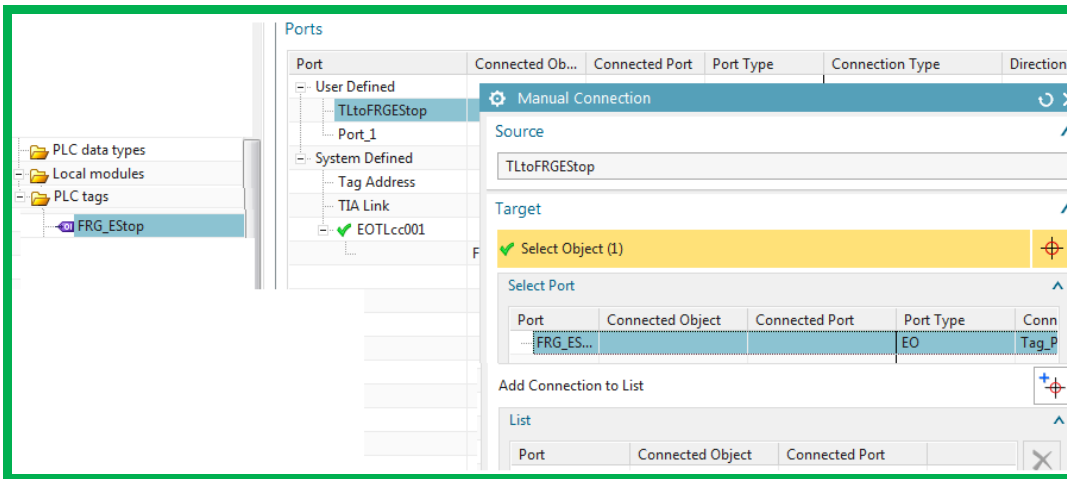 PLC data types
Local modules
PLC tags
FRG_EStop
Ports
Port Connected Ob... Connected Port Port Type Connection Type Direction
User Defined
TLtoFRGEStop
Port_1
System Defined
Tag Address
TIA Link
EOTLcc001
F
Manual Connection
Source
TLtoFRGEStop
Target
Select Object (1)
Select Port
Port Connected Object Connected Port Port Type Conn
FRG_ES... EO Tag_P
Add Connection to List
List
Port Connected Object Connected Port